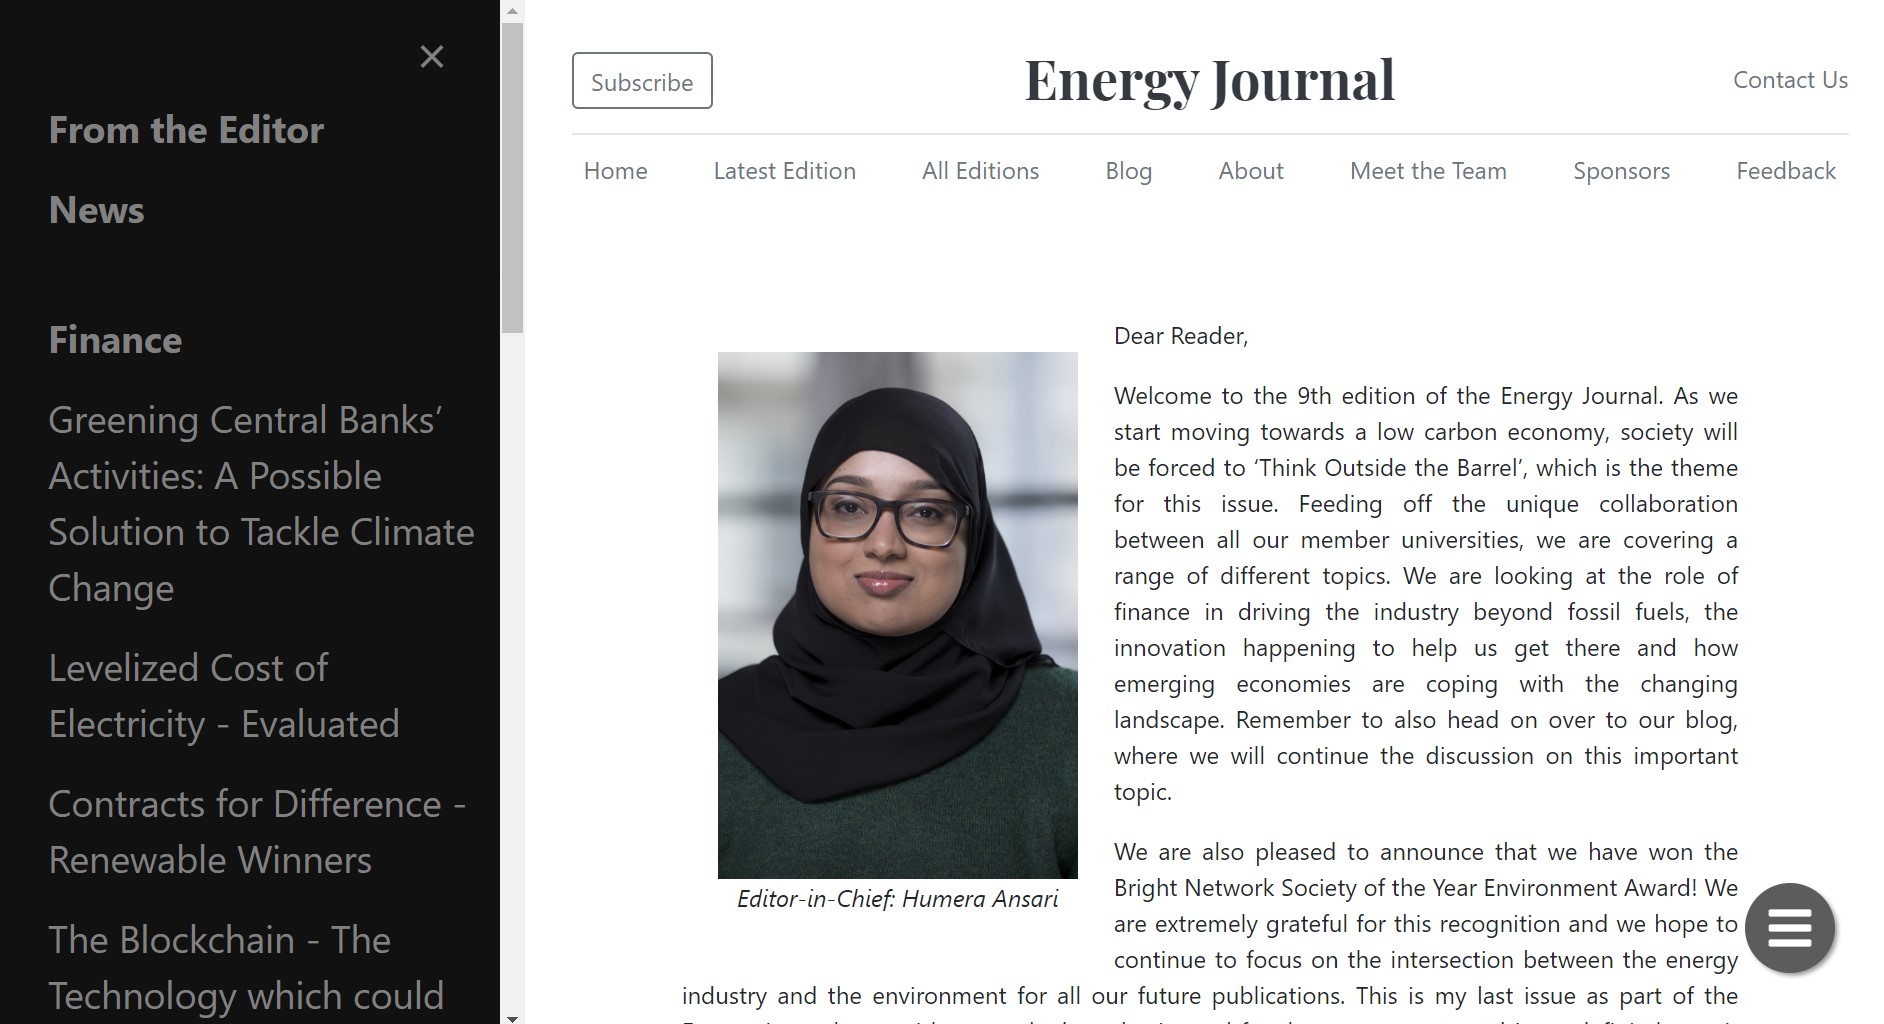 From the Editor
News
Finance
Greening Central Banks’
Activities: A Possible
Solution to Tackle Climate
Change
Levelized Cost of
Electricity - Evaluated
Contracts for Difference -
Renewable Winners
The Blockchain - The
Technology which could
Subscribe
Energy Journal
Contact Us
Home Latest Edition All Editions Blog About Meet the Team Sponsors Feedback
Dear Reader,
Welcome to the 9th edition of the Energy Journal. As we
start moving towards a low carbon economy, society will
be forced to ‘Think Outside the Barrel’, which is the theme
for this issue. Feeding off the unique collaboration
between all our member universities, we are covering a
range of different topics. We are looking at the role of
finance in driving the industry beyond fossil fuels, the
innovation happening to help us get there and how
emerging economies are coping with the changing
landscape. Remember to also head on over to our blog,
where we will continue the discussion on this important
topic.
Editor-in-Chief: Humera Ansari
We are also pleased to announce that we have won the
Bright Network Society of the Year Environment Award! We
are extremely grateful for this recognition and we hope to
continue to focus on the intersection between the energy
industry and the environment for all our future publications. This is my last issue as part of the